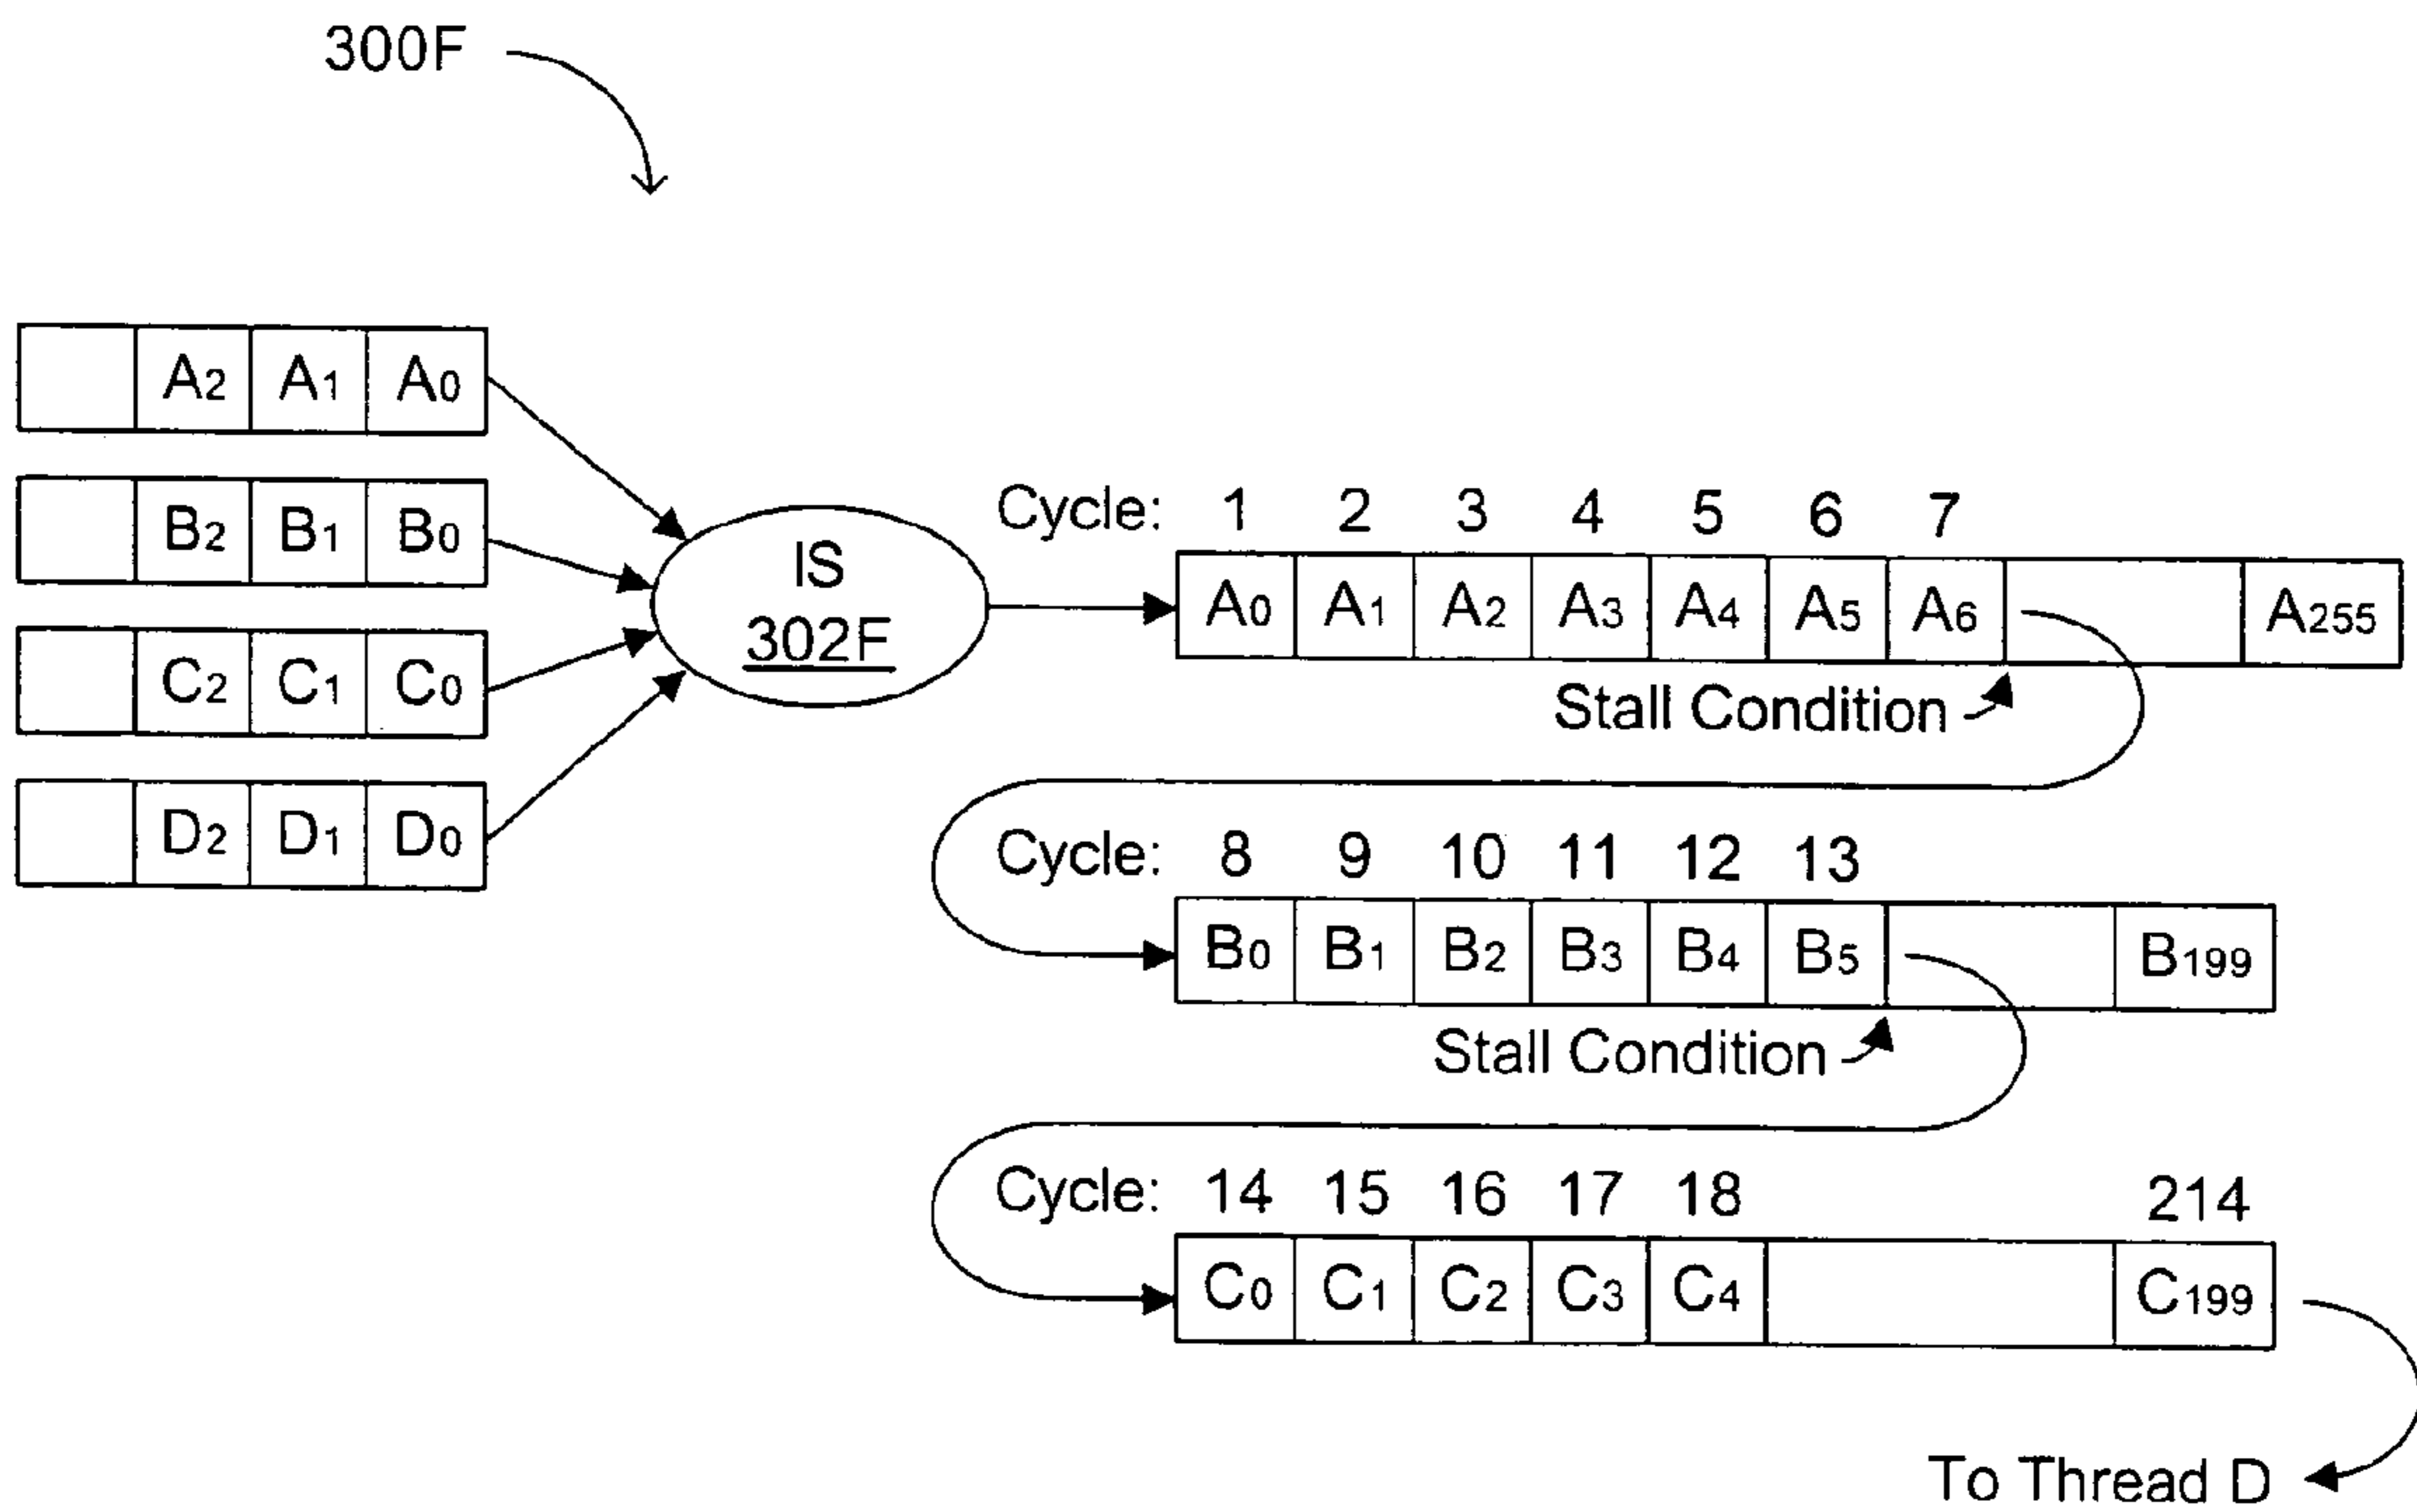 300F
A2 A1 A0
B2 B1 B0
C2 C1 C0
D2 D1 D0
IS
302F
Cycle: 1 2 3 4 5 6 7
A0 A1 A2 A3 A4 A5 A6 A255
Stall Condition
Cycle: 8 9 10 11 12 13
B0 B1 B2 B3 B4 B5 B199
Stall Condition
Cycle: 14 15 16 17 18 214
C0 C1 C2 C3 C4 C199
To Thread D